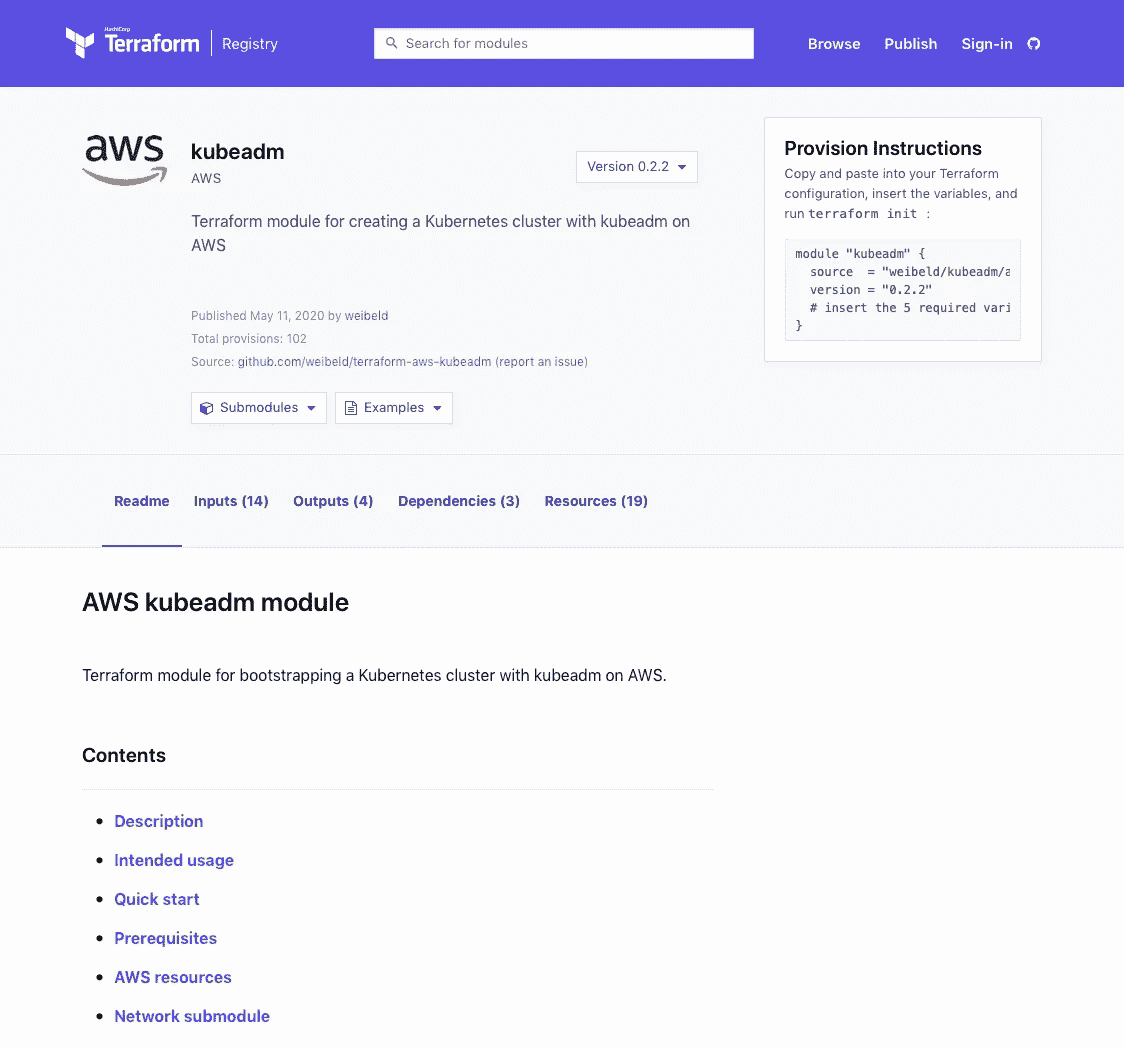 HashiCorp
Terraform
Registry
Search for modules
Browse
Publish
Sign-in
aws
kubeadm
AWS
Version 0.2.2
Terraform module for creating a Kubernetes cluster with kubeadm on
AWS
Published May 11, 2020 by weibeld
Total provisions: 102
Source: github.com/weibeld/terraform-aws-kubeadm (report an issue)
Submodules
Examples
Provision Instructions
Copy and paste into your Terraform
configuration, insert the variables, and
run terraform init :
module "kubeadm" {
  source  = "weibeld/kubeadm/a
  version = "0.2.2"
  # insert the 5 required vari
}
Readme
Inputs (14)
Outputs (4)
Dependencies (3)
Resources (19)
AWS kubeadm module
Terraform module for bootstrapping a Kubernetes cluster with kubeadm on AWS.
Contents
Description
Intended usage
Quick start
Prerequisites
AWS resources
Network submodule